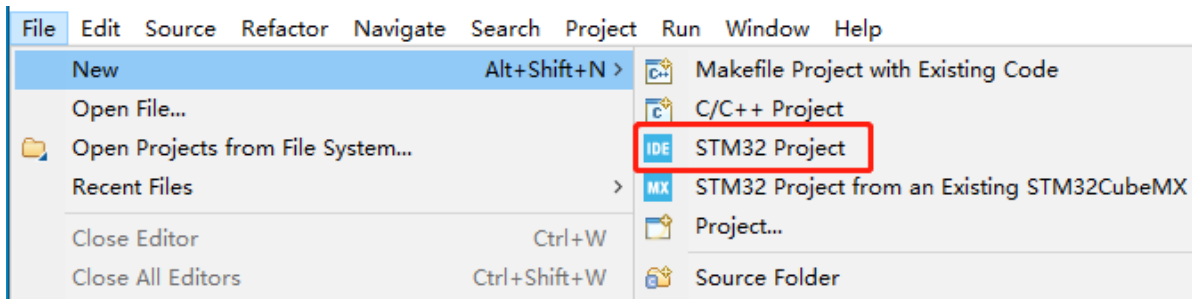 File Edit Source Refactor Navigate Search Project Run Window Help
New Alt+Shift+N >
Open File...
Open Projects from File System...
Recent Files >
Close Editor Ctrl+W
Close All Editors Ctrl+Shift+W
Makefile Project with Existing Code
C/C++ Project
IDE STM32 Project
MX STM32 Project from an Existing STM32CubeMX
Project...
Source Folder